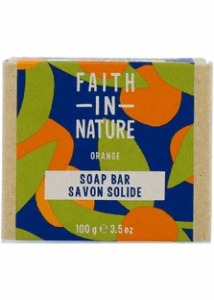 FAITH
—IN—
NATURE
ORANGE
SOAP BAR
SAVON SOLIDE
100 g e 3.5 oz